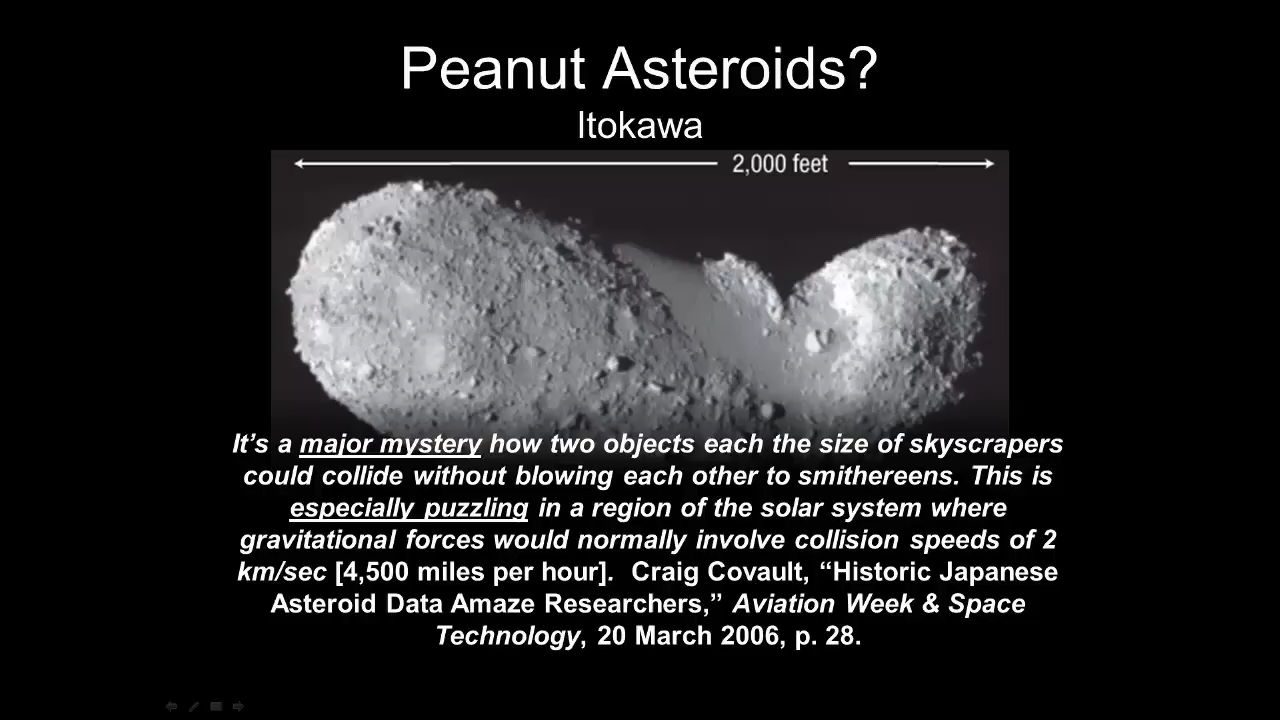 Peanut Asteroids?
Itokawa
2,000 feet
It’s a major mystery how two objects each the size of skyscrapers
could collide without blowing each other to smithereens. This is
especially puzzling in a region of the solar system where
gravitational forces would normally involve collision speeds of 2
km/sec [4,500 miles per hour].  Craig Covault, “Historic Japanese
Asteroid Data Amaze Researchers,” Aviation Week & Space
Technology, 20 March 2006, p. 28.